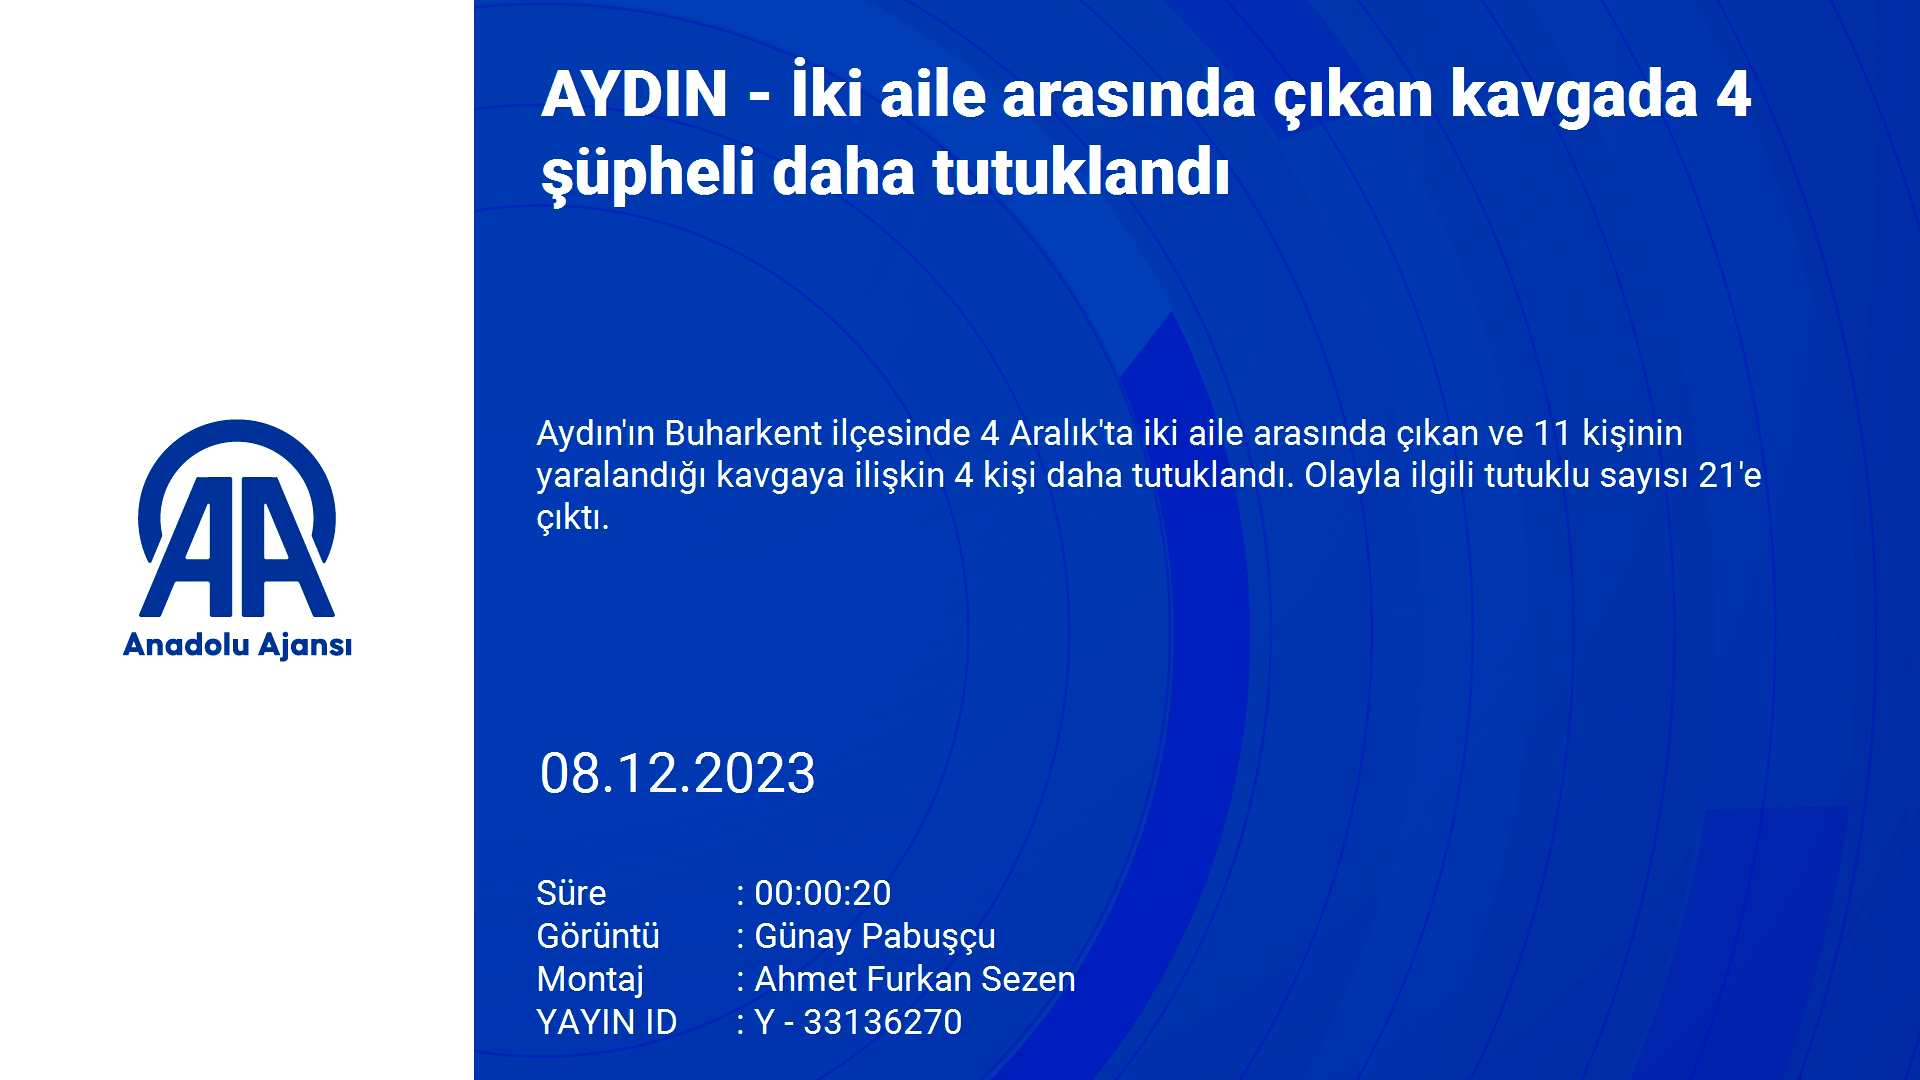 AYDIN - İki aile arasında çıkan kavgada 4
şüpheli daha tutuklandı
Aydın'ın Buharkent ilçesinde 4 Aralık'ta iki aile arasında çıkan ve 11 kişinin
yaralandığı kavgaya ilişkin 4 kişi daha tutuklandı. Olayla ilgili tutuklu sayısı 21'e
çıktı.
AA
Anadolu Ajansı
08.12.2023
Süre : 00:00:20
Görüntü : Günay Pabuşçu
Montaj : Ahmet Furkan Sezen
YAYIN ID : Y - 33136270